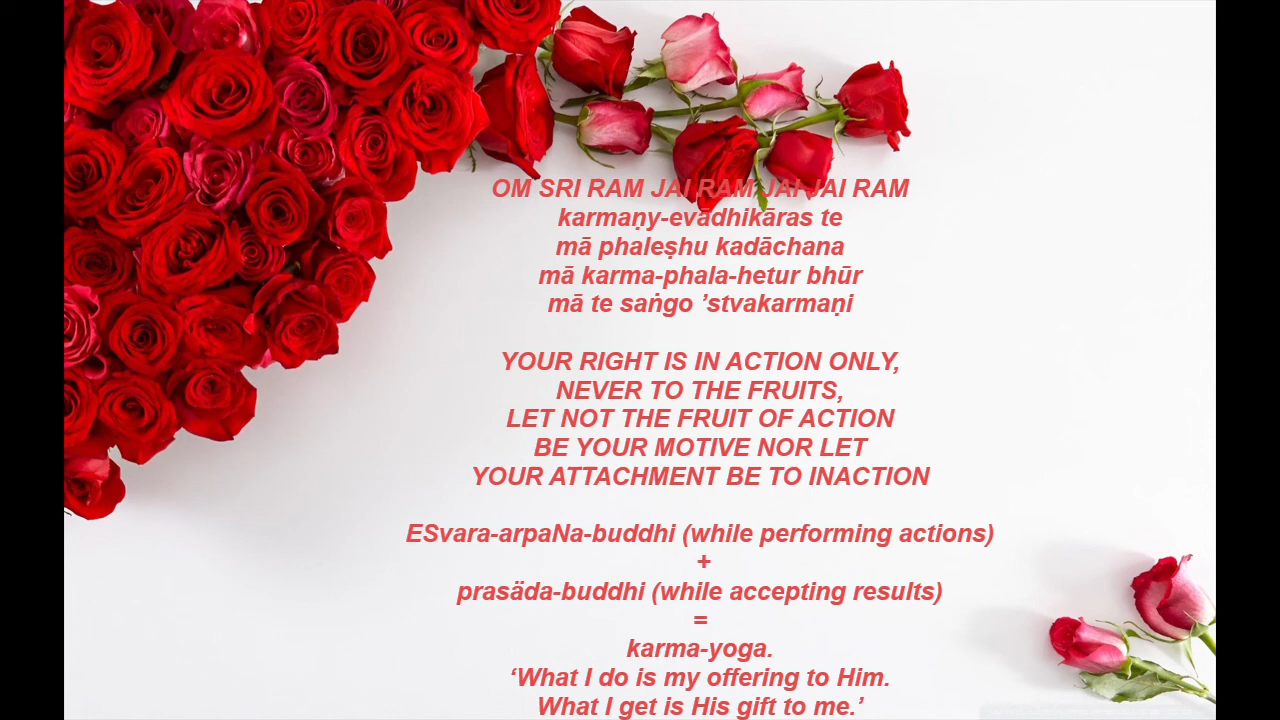 OM SRI RAM JAI RAM JAI JAI RAM
karmaṇy-evādhikāras te
mā phaleṣhu kadāchana
mā karma-phala-hetur bhūr
mā te saṅgo ’stvakarmaṇi
YOUR RIGHT IS IN ACTION ONLY,
NEVER TO THE FRUITS,
LET NOT THE FRUIT OF ACTION
BE YOUR MOTIVE NOR LET
YOUR ATTACHMENT BE TO INACTION
ESvara-arpaNa-buddhi (while performing actions)
+
prasäda-buddhi (while accepting results)
=
karma-yoga.
‘What I do is my offering to Him.
What I get is His gift to me.’